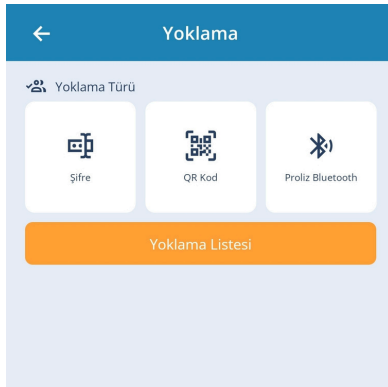 Yoklama
Yoklama Türü
Şifre
QR Kod
Proliz Bluetooth
Yoklama Listesi